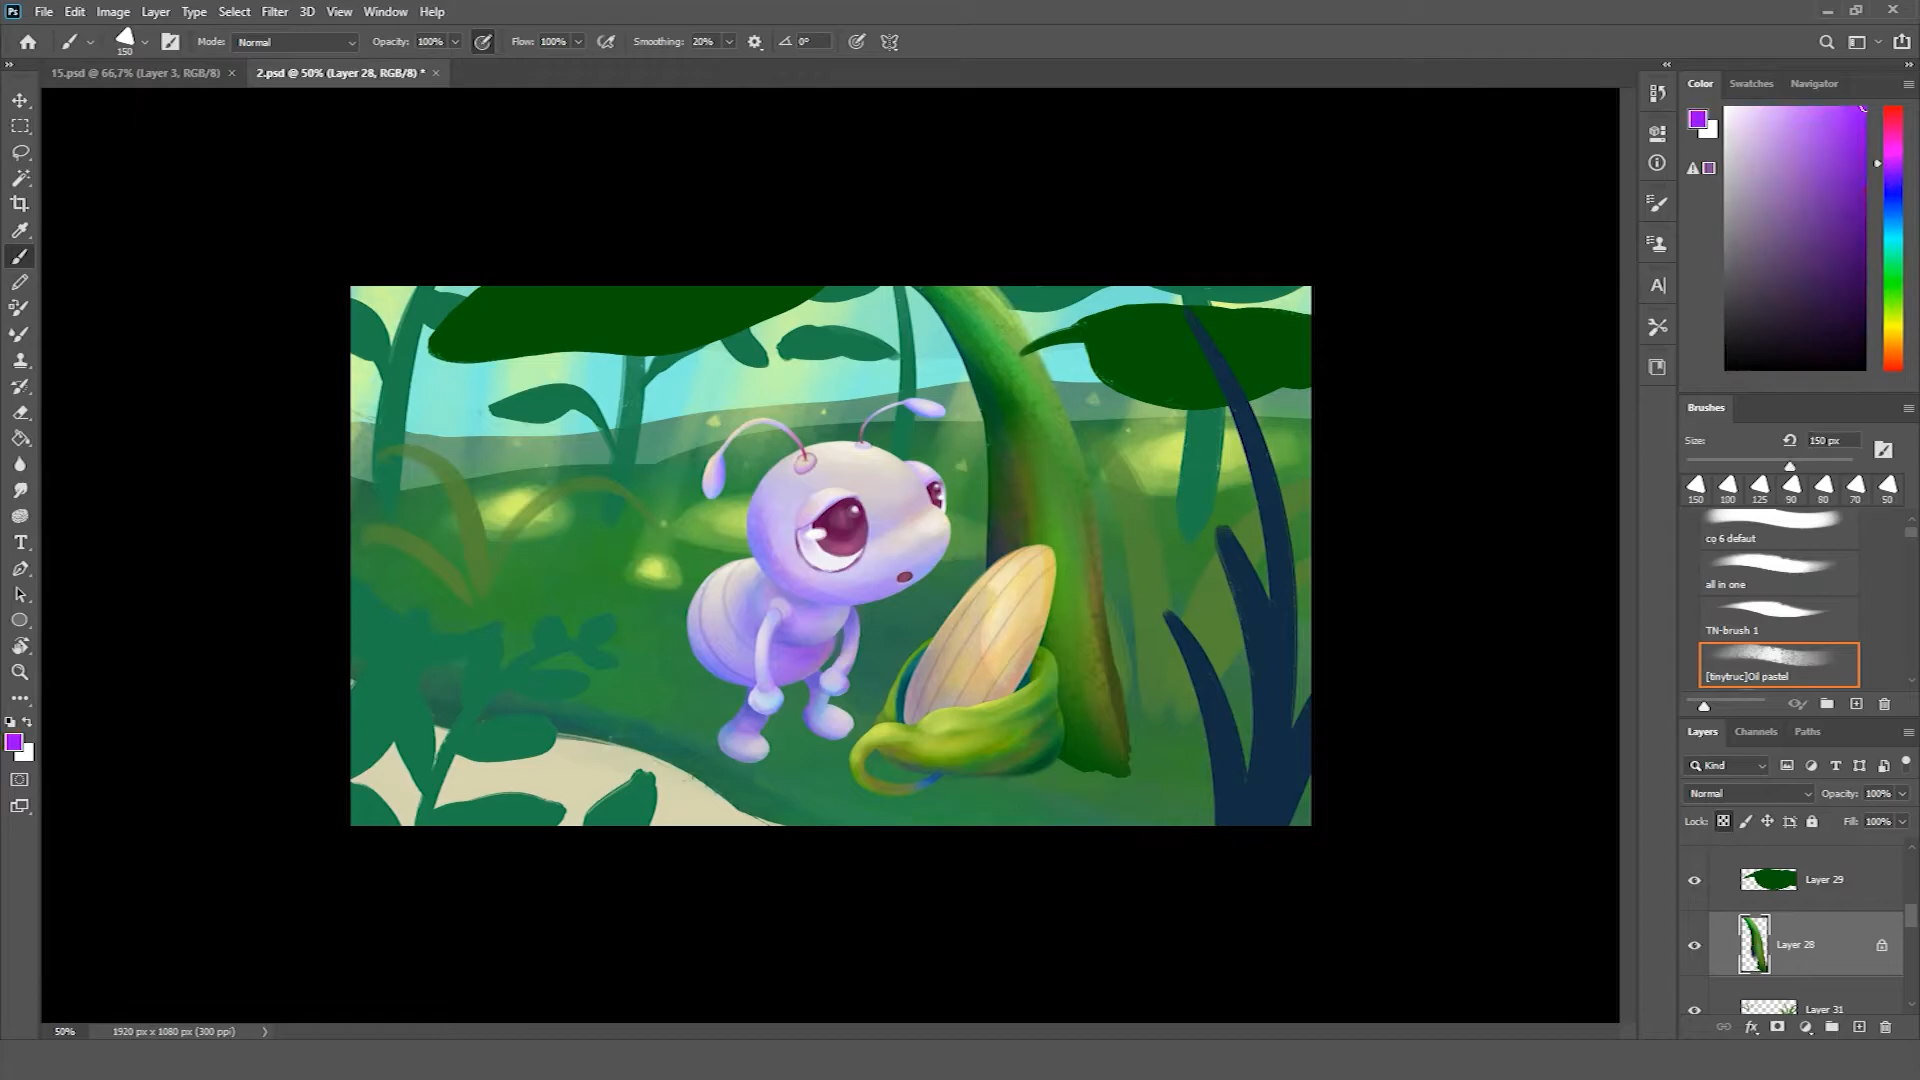 Ps File Edit Image Layer Type Select Filter 3D View Window Help
150 Mode: Normal Opacity: 100% Flow: 100% Smoothing: 20% 0°
15.psd @ 66,7% (Layer 3, RGB/8) × 2.psd @ 50% (Layer 28, RGB/8) * ×
Color Swatches Navigator
Brushes
Size: 150 px
150 100 125 90 80 70 50
co 6 defaut
all in one
TN-brush 1
[tinytruc]Oil pastel
Layers Channels Paths
Kind
Normal Opacity: 100%
Lock: Fill: 100%
Layer 29
Layer 28
Layer 31
50% 1920 px x 1080 px (300 ppi)